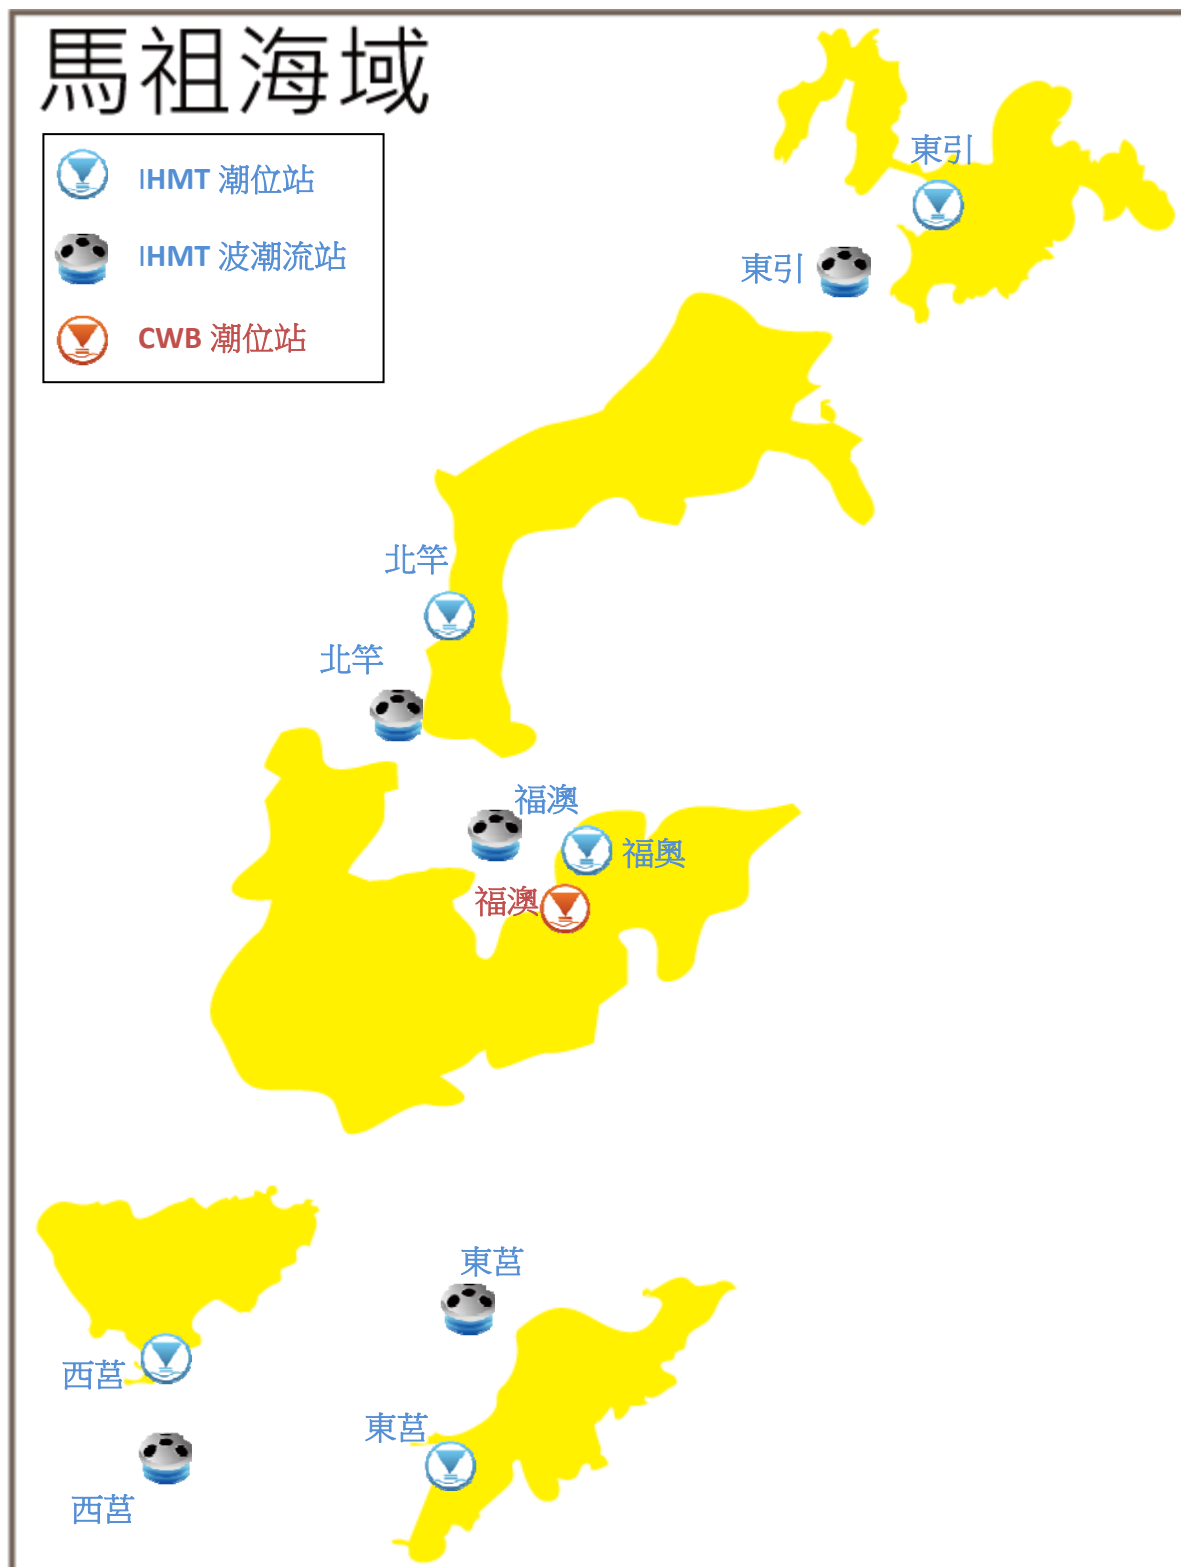 馬祖海域
IHMT 潮位站
IHMT 波潮流站
CWB 潮位站
東引
東引
北竿
北竿
福澳
福奧
福澳
東莒
西莒
東莒
西莒